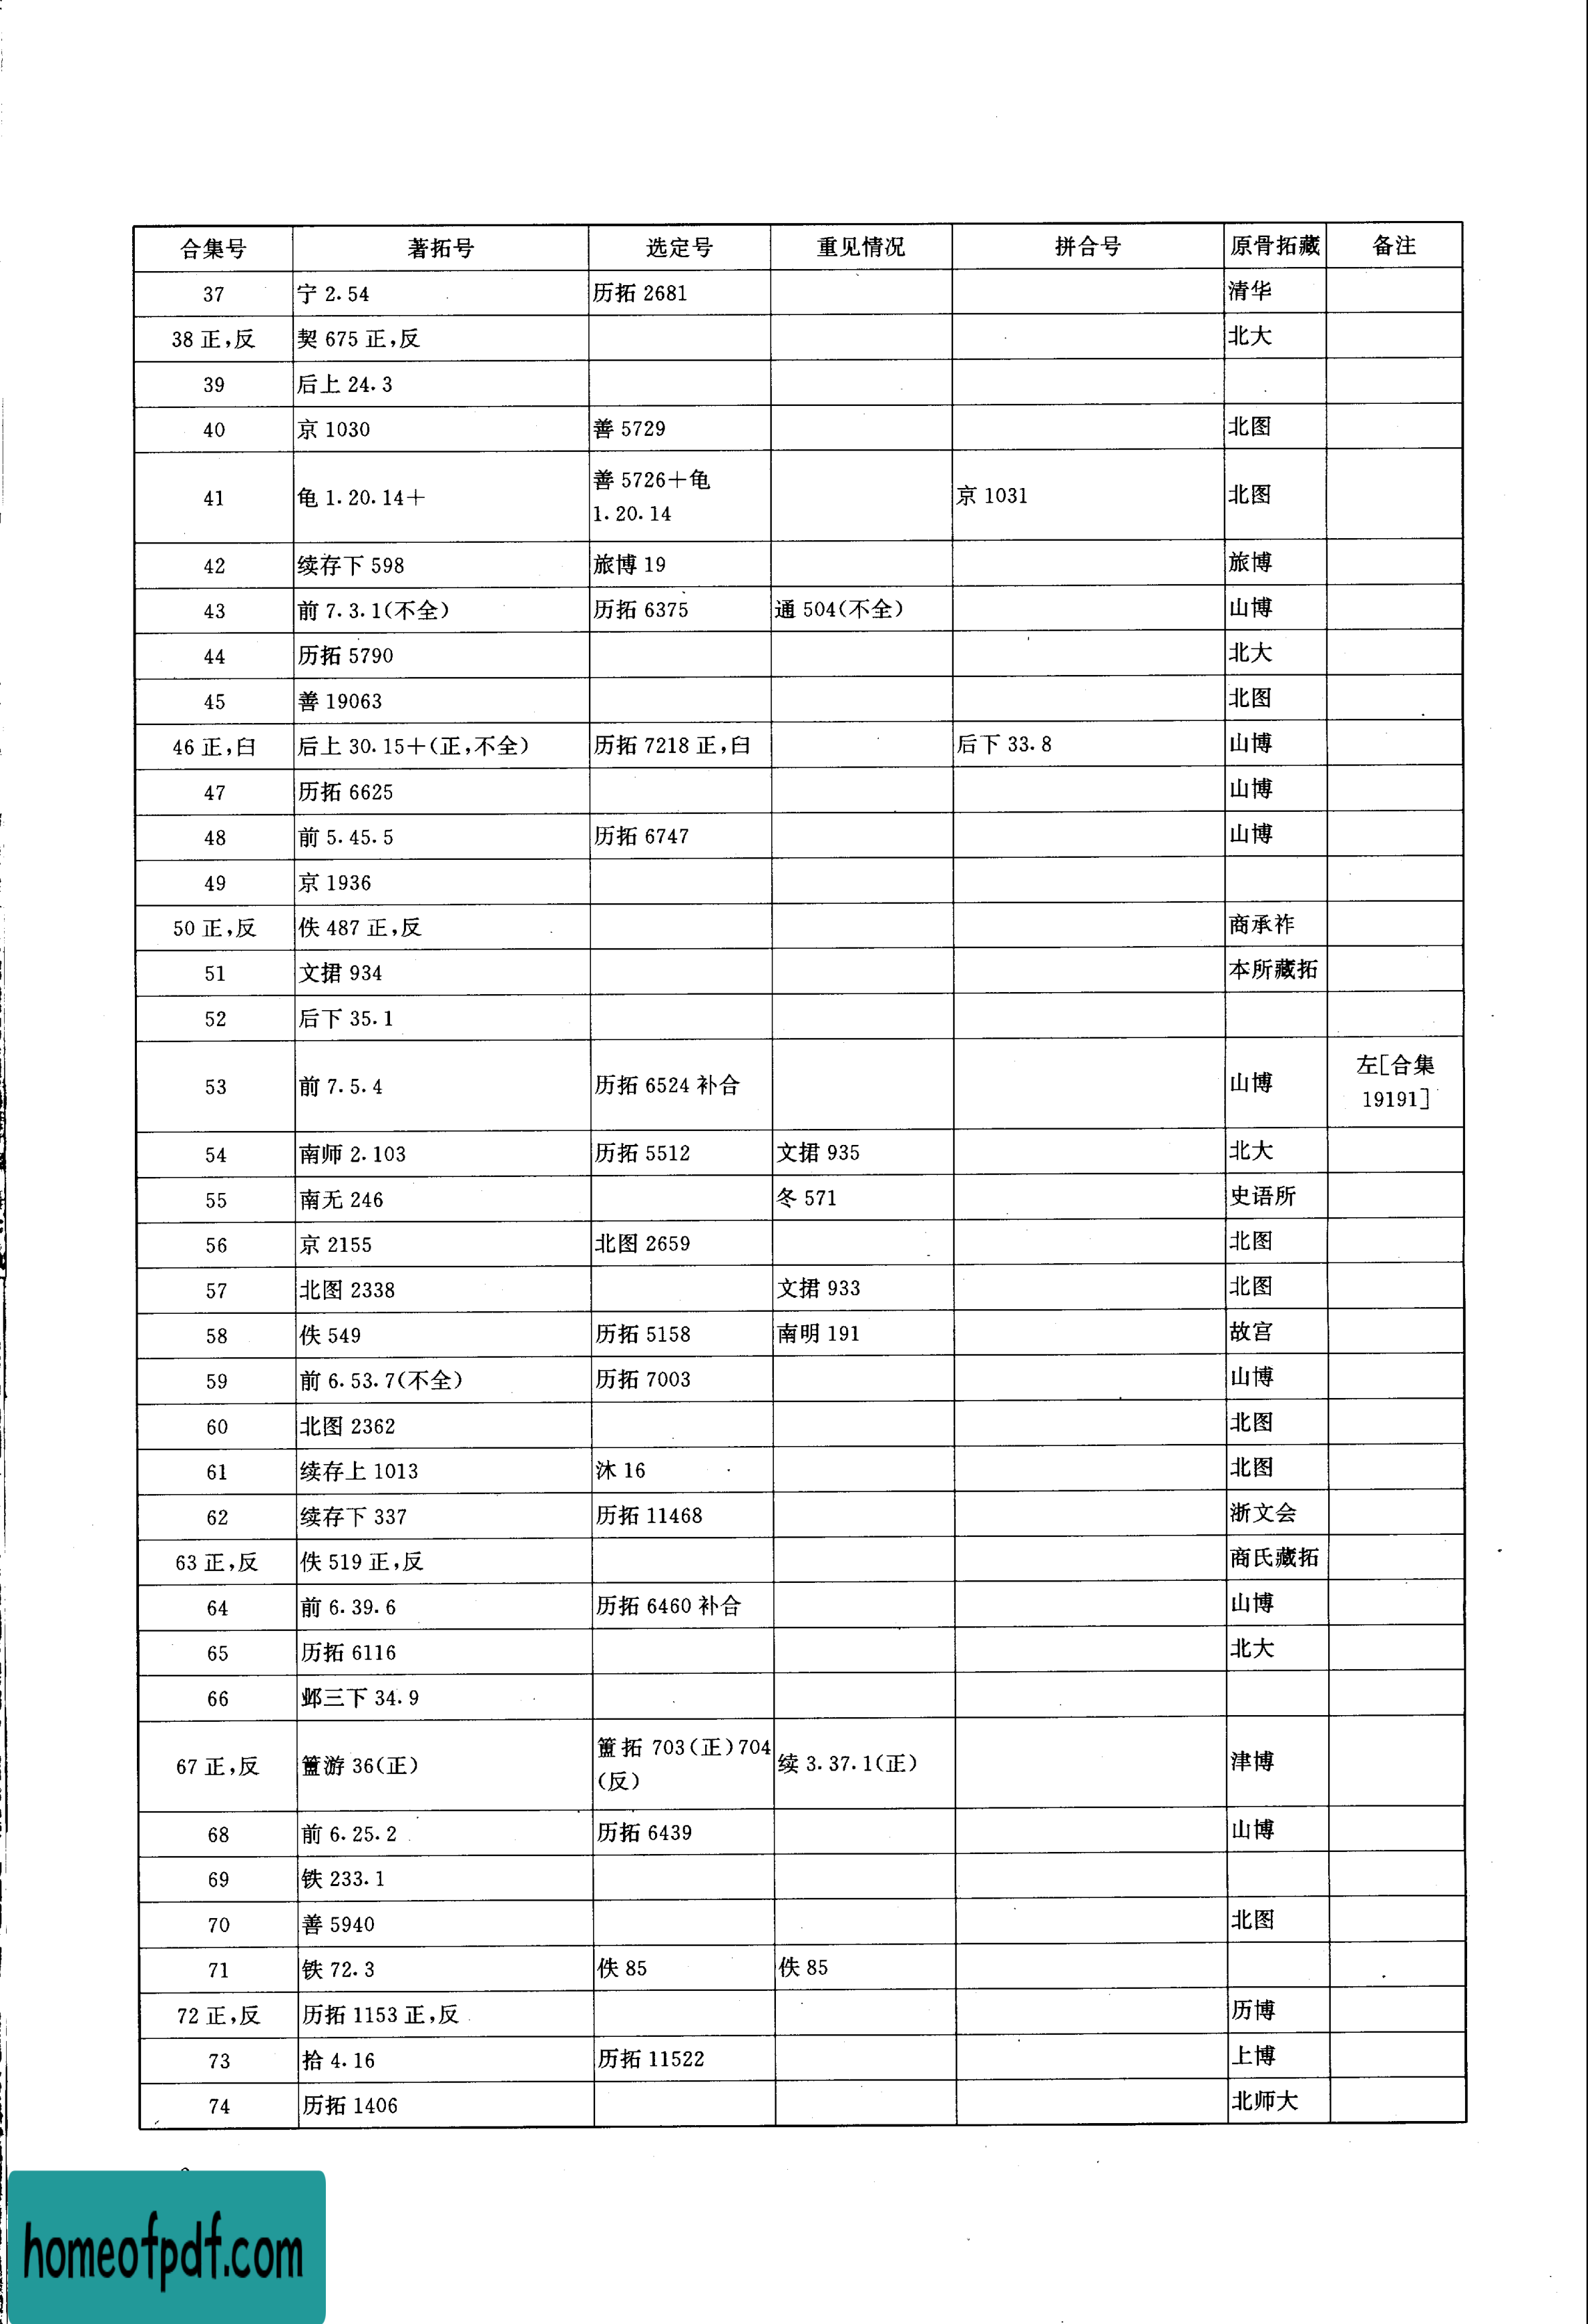 合集号 著拓号 选定号 重见情况 拼合号 原骨拓藏 备注
37 宁 2.54 历拓 2681 清华
38 正,反 契 675 正,反 北大
39 后上 24.3
40 京 1030 善 5729 北图
41 龟 1.20.14+ 善 5726+龟 1.20.14 京 1031 北图
42 续存下 598 旅博 19 旅博
43 前 7.3.1(不全) 历拓 6375 通 504(不全) 山博
44 历拓 5790 北大
45 善 19063 北图
46 正,臼 后上 30.15+(正,不全) 历拓 7218 正,臼 后下 33.8 山博
47 历拓 6625 山博
48 前 5.45.5 历拓 6747 山博
49 京 1936
50 正,反 佚 487 正,反 商承祚
51 文捃 934 本所藏拓
52 后下 35.1
53 前 7.5.4 历拓 6524 补合 山博 左[合集 19191]
54 南师 2.103 历拓 5512 文捃 935 北大
55 南无 246 冬 571 史语所
56 京 2155 北图 2659 北图
57 北图 2338 文捃 933 北图
58 佚 549 历拓 5158 南明 191 故宫
59 前 6.53.7(不全) 历拓 7003 山博
60 北图 2362 北图
61 续存上 1013 沐 16 北图
62 续存下 337 历拓 11468 浙文会
63 正,反 佚 519 正,反 商氏藏拓
64 前 6.39.6 历拓 6460 补合 山博
65 历拓 6116 北大
66 邺三下 34.9
67 正,反 簠游 36(正) 簠拓 703(正)704(反) 续 3.37.1(正) 津博
68 前 6.25.2 历拓 6439 山博
69 铁 233.1
70 善 5940 北图
71 铁 72.3 佚 85 佚 85
72 正,反 历拓 1153 正,反 历博
73 拾 4.16 历拓 11522 上博
74 历拓 1406 北师大
homeofpdf.com